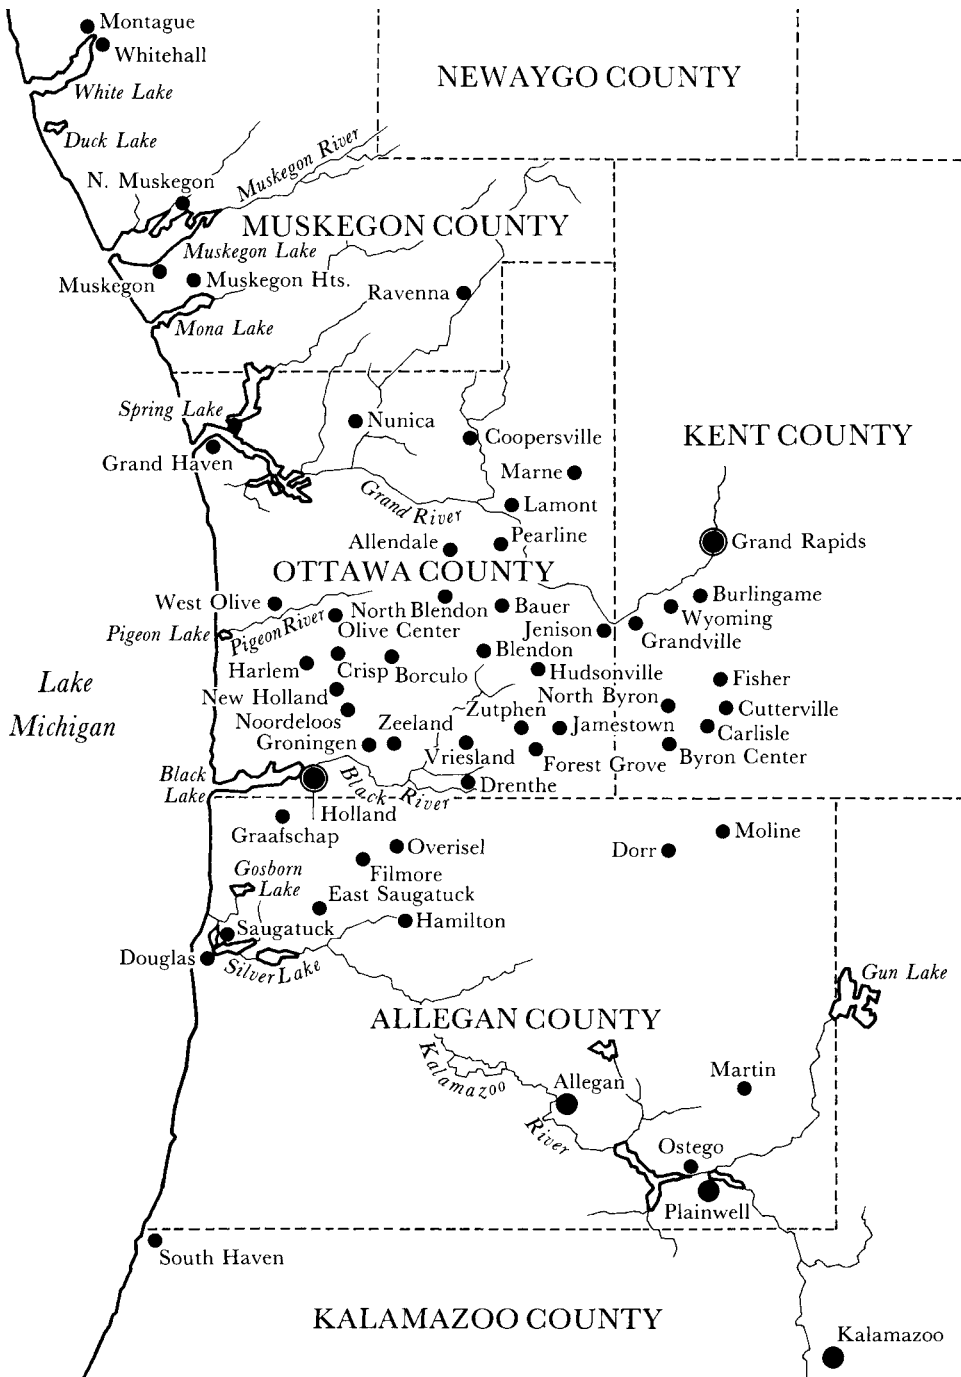 Montague
Whitehall
NEWAYGO COUNTY
White Lake
Duck Lake
Muskegon River
N. Muskegon
MUSKEGON COUNTY
Muskegon Lake
Muskegon
Muskegon Hts.
Ravenna
Mona Lake
Spring Lake
Nunica
Coopersville
KENT COUNTY
Grand Haven
Marne
Grand River
Lamont
Allendale
Pearline
Grand Rapids
OTTAWA COUNTY
West Olive
North Blendon
Bauer
Burlingame
Pigeon Lake
Pigeon River
Olive Center
Jenison
Wyoming
Grandville
Blendon
Harlem
Crisp
Borculo
Hudsonville
Fisher
Lake
Michigan
New Holland
North Byron
Noordeloos
Zeeland
Zutphen
Jamestown
Cutterville
Carlisle
Groningen
Vriesland
Forest Grove
Byron Center
Black
Lake
Black River
Drenthe
Holland
Graafschap
Overisel
Dorr
Moline
Filmore
Gosborn
Lake
East Saugatuck
Saugatuck
Hamilton
Douglas
Silver Lake
Gun Lake
ALLEGAN COUNTY
Kalamazoo
River
Allegan
Martin
Ostego
Plainwell
South Haven
KALAMAZOO COUNTY
Kalamazoo